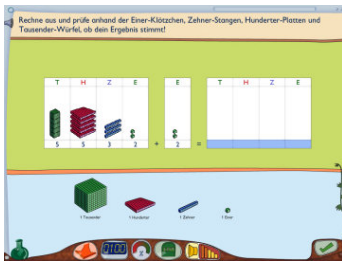 Rechne aus und prüfe anhand der Einer-Klötzchen, Zehner-Stangen, Hunderter-Platten und
Tausender-Würfel, ob dein Ergebnis stimmt!
T H Z E E T H Z E
5 5 3 2 + 2 =
1 Tausender 1 Hunderter 1 Zehner 1 Einer